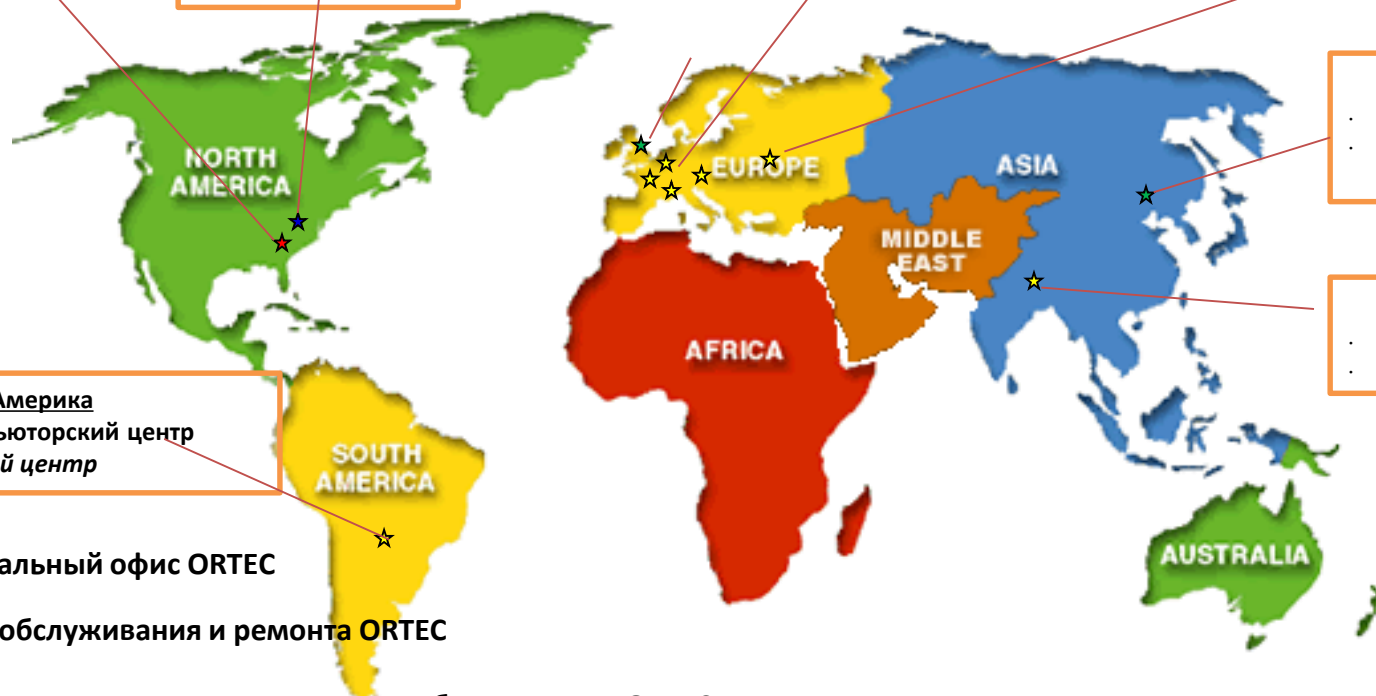 NORTH
AMERICA
EUROPE
ASIA
MIDDLE
EAST
AFRICA
Америка
ьюторский центр
й центр
SOUTH
AMERICA
AUSTRALIA
альный офис ORTEC
обслуживания и ремонта ORTEC